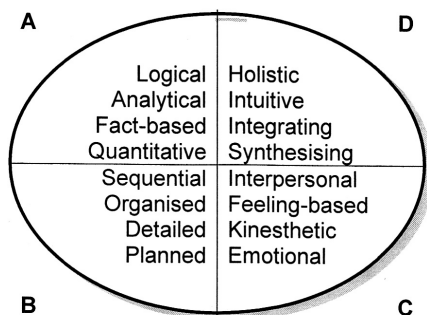 A
D
Logical Holistic
Analytical Intuitive
Fact-based Integrating
Quantitative Synthesising
Sequential Interpersonal
Organised Feeling-based
Detailed Kinesthetic
Planned Emotional
B
C